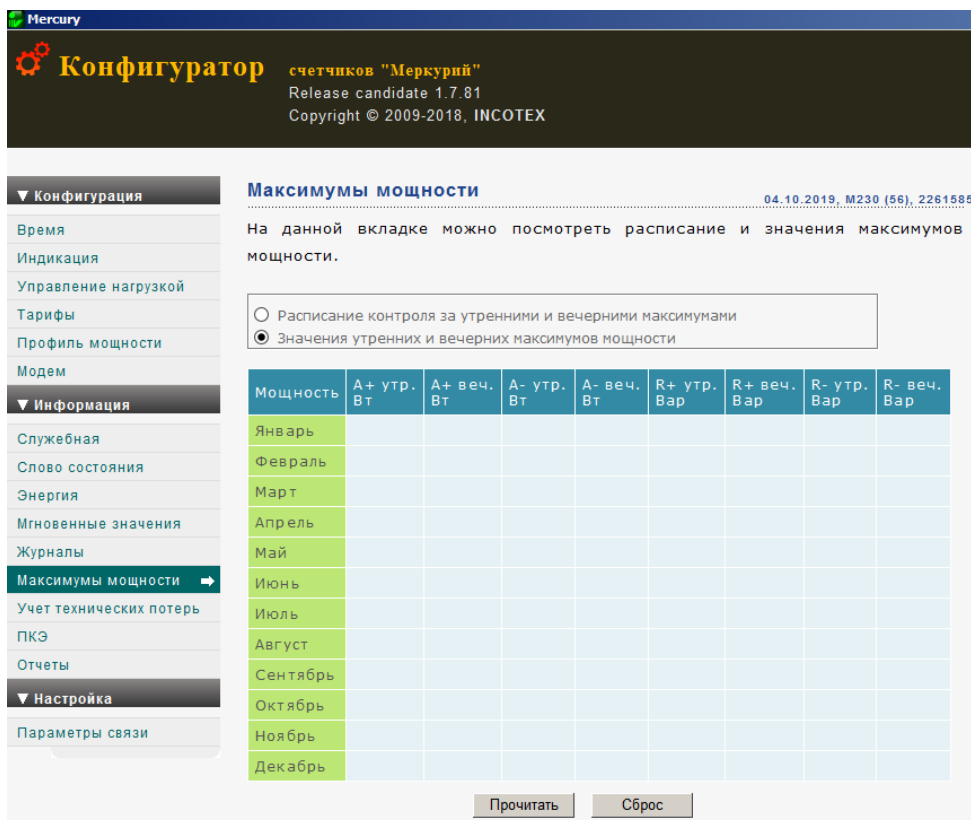 Mercury
Конфигуратор счетчиков "Меркурий"
Release candidate 1.7.81
Copyright © 2009-2018, INCOTEX
▼ Конфигурация
Время
Индикация
Управление нагрузкой
Тарифы
Профиль мощности
Модем
▼ Информация
Служебная
Слово состояния
Энергия
Мгновенные значения
Журналы
Максимумы мощности
Учет технических потерь
ПКЭ
Отчеты
▼ Настройка
Параметры связи
Максимумы мощности
04.10.2019, M230 (56), 2261585
На данной вкладке можно посмотреть расписание и значения максимумов
мощности.
Расписание контроля за утренними и вечерними максимумами
Значения утренних и вечерних максимумов мощности
Мощность A+ утр. Вт A+ веч. Вт A- утр. Вт A- веч. Вт R+ утр. Вар R+ веч. Вар R- утр. Вар R- веч. Вар
Январь
Февраль
Март
Апрель
Май
Июнь
Июль
Август
Сентябрь
Октябрь
Ноябрь
Декабрь
Прочитать Сброс